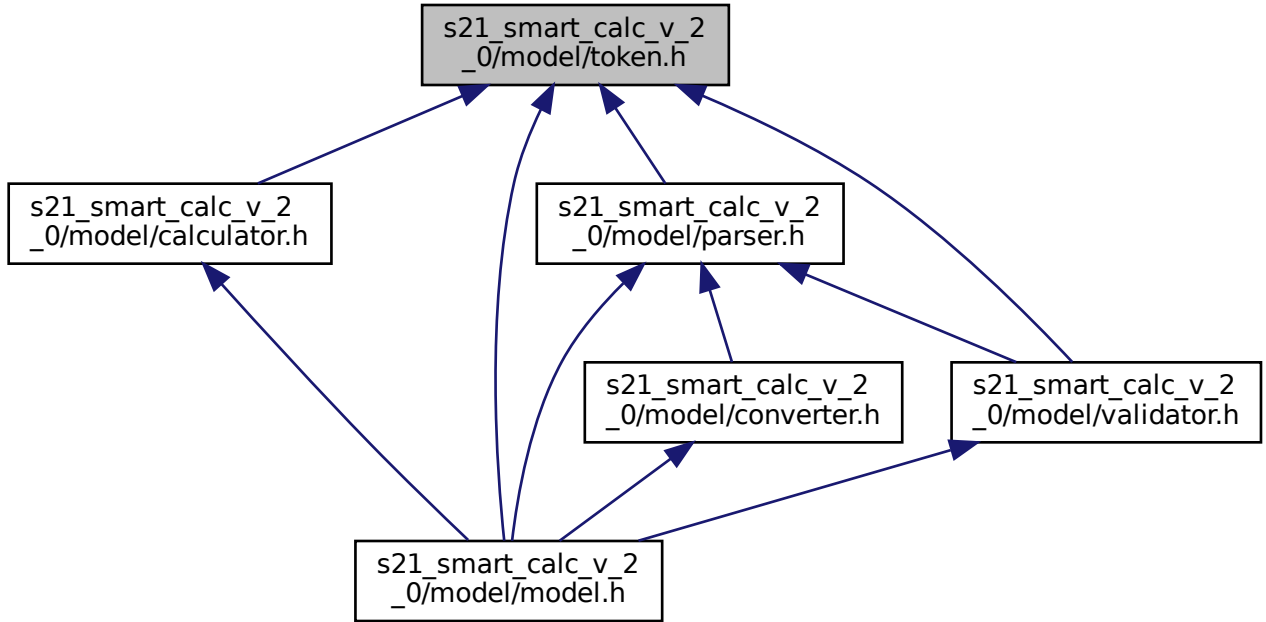 s21_smart_calc_v_2
_0/model/token.h
s21_smart_calc_v_2
_0/model/calculator.h
s21_smart_calc_v_2
_0/model/parser.h
s21_smart_calc_v_2
_0/model/converter.h
s21_smart_calc_v_2
_0/model/validator.h
s21_smart_calc_v_2
_0/model/model.h